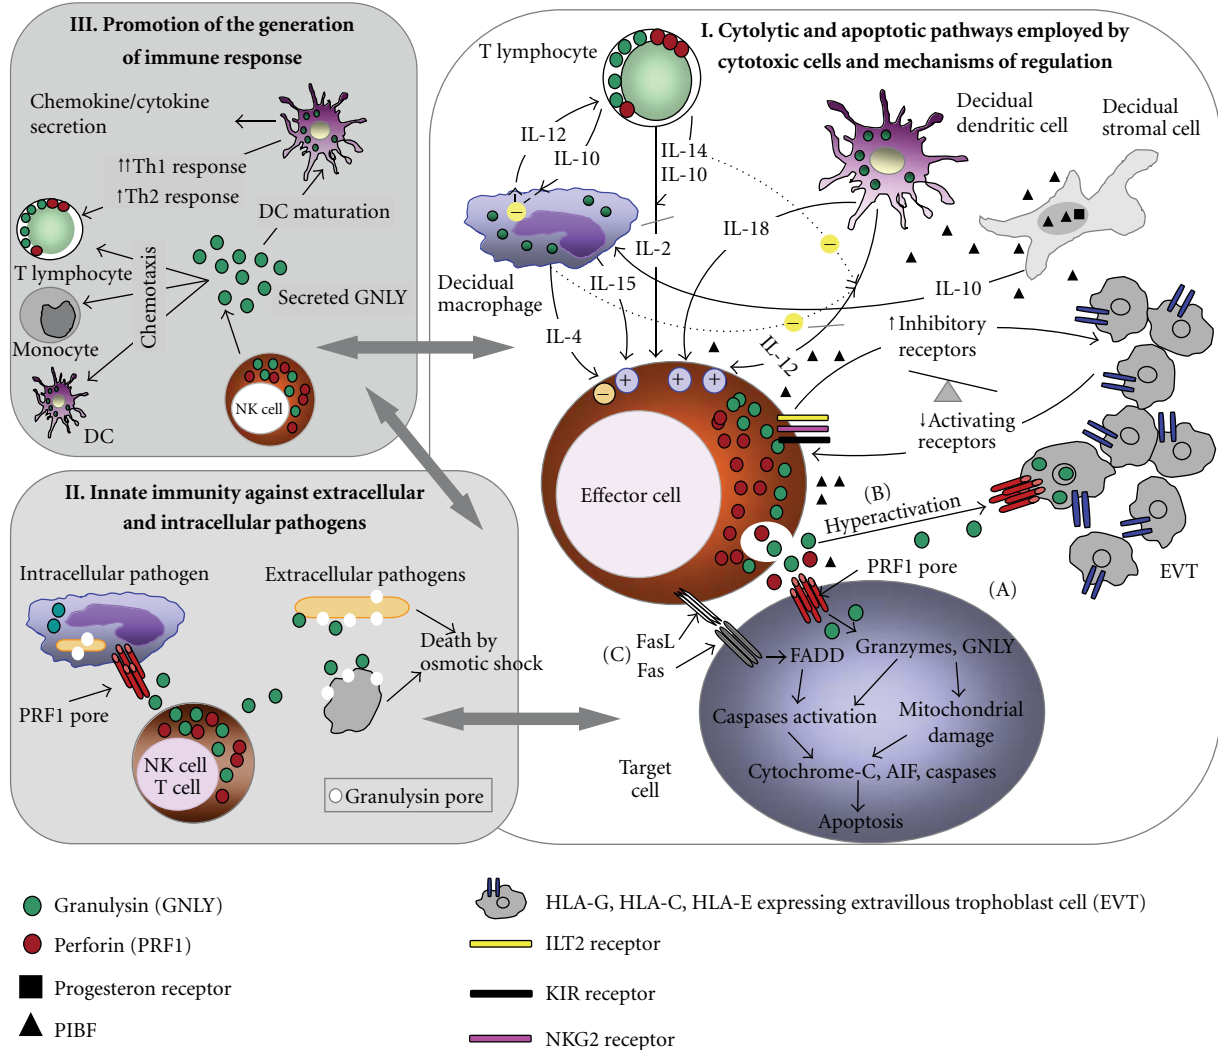 III. Promotion of the generation
of immune response
Chemokine/cytokine
secretion
↑↑Th1 response
↑Th2 response
DC maturation
T lymphocyte
Chemotaxis
Secreted GNLY
Monocyte
NK cell
DC
I. Cytolytic and apoptotic pathways employed by
cytotoxic cells and mechanisms of regulation
T lymphocyte
Decidual
dendritic cell
Decidual
stromal cell
IL-12
IL-10
IL-14
IL-10
−
IL-18
−
IL-2
Decidual
macrophage
IL-15
IL-10
−
IL-4
IL-12
↑Inhibitory
receptors
+
+
+
−
↓Activating
receptors
Effector cell
(B)
Hyperactivation
PRF1 pore
(A)
EVT
(C)
FasL
Fas
FADD
Granzymes, GNLY
Caspases activation
Mitochondrial
damage
Cytochrome-C, AIF, caspases
Apoptosis
Target
cell
II. Innate immunity against extracellular
and intracellular pathogens
Intracellular pathogen
Extracellular pathogens
Death by
osmotic shock
PRF1 pore
NK cell
T cell
Granulysin pore
Granulysin (GNLY)
Perforin (PRF1)
Progesteron receptor
PIBF
HLA-G, HLA-C, HLA-E expressing extravillous trophoblast cell (EVT)
ILT2 receptor
KIR receptor
NKG2 receptor